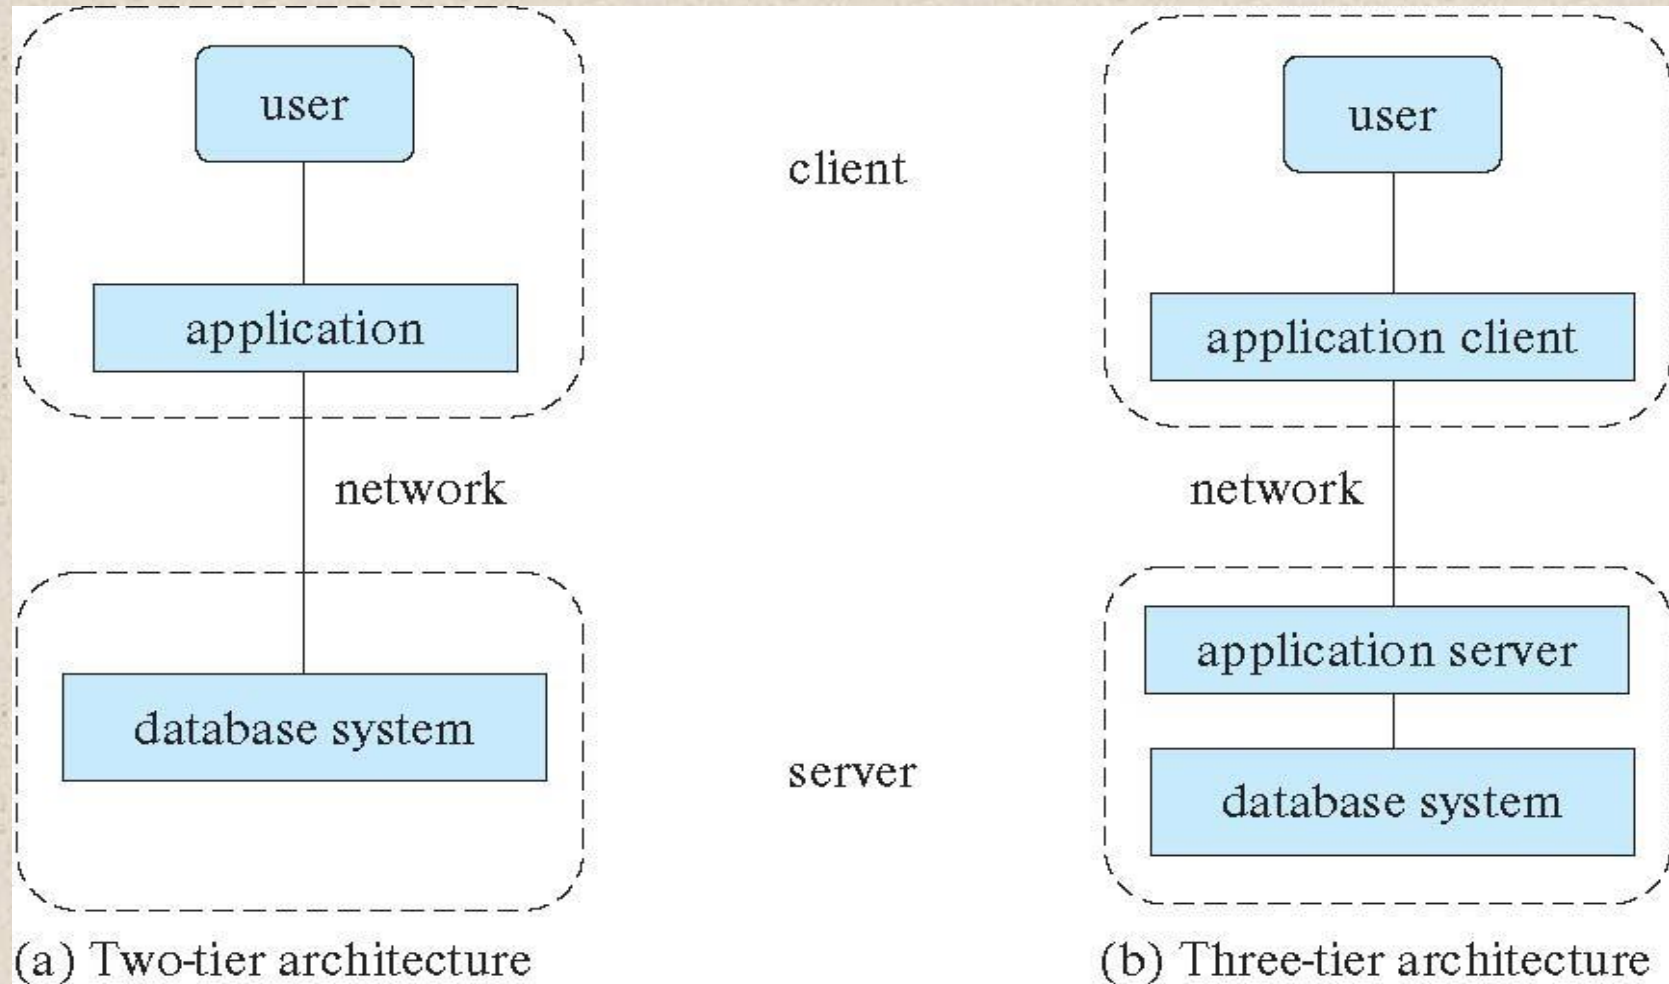 user
application
network
database system
(a) Two-tier architecture
client
server
user
application client
network
application server
database system
(b) Three-tier architecture